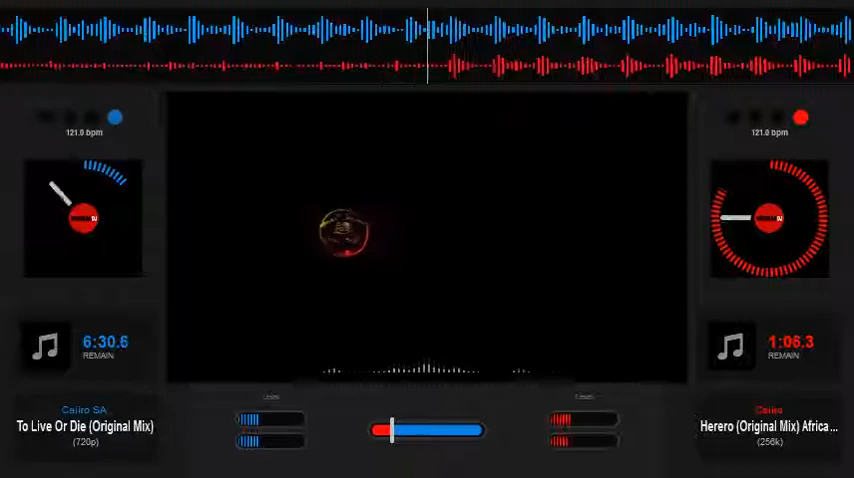 121.0 bpm
121.0 bpm
6:30.6
REMAIN
1:06.3
REMAIN
Caiiro SA
To Live Or Die (Original Mix)
(720p)
Caiiro
Herero (Original Mix) Africa...
(256k)